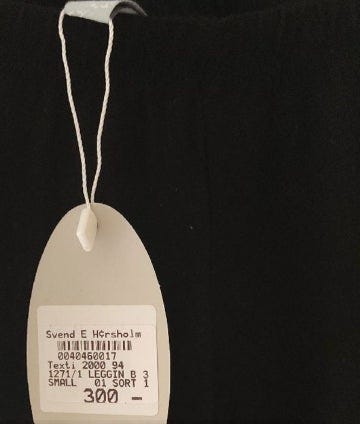 Svend E H¢rsholm
0040460017
Texti 2000 94
1271/1 LEGGIN B 3
SMALL 01 SORT 1
300 -